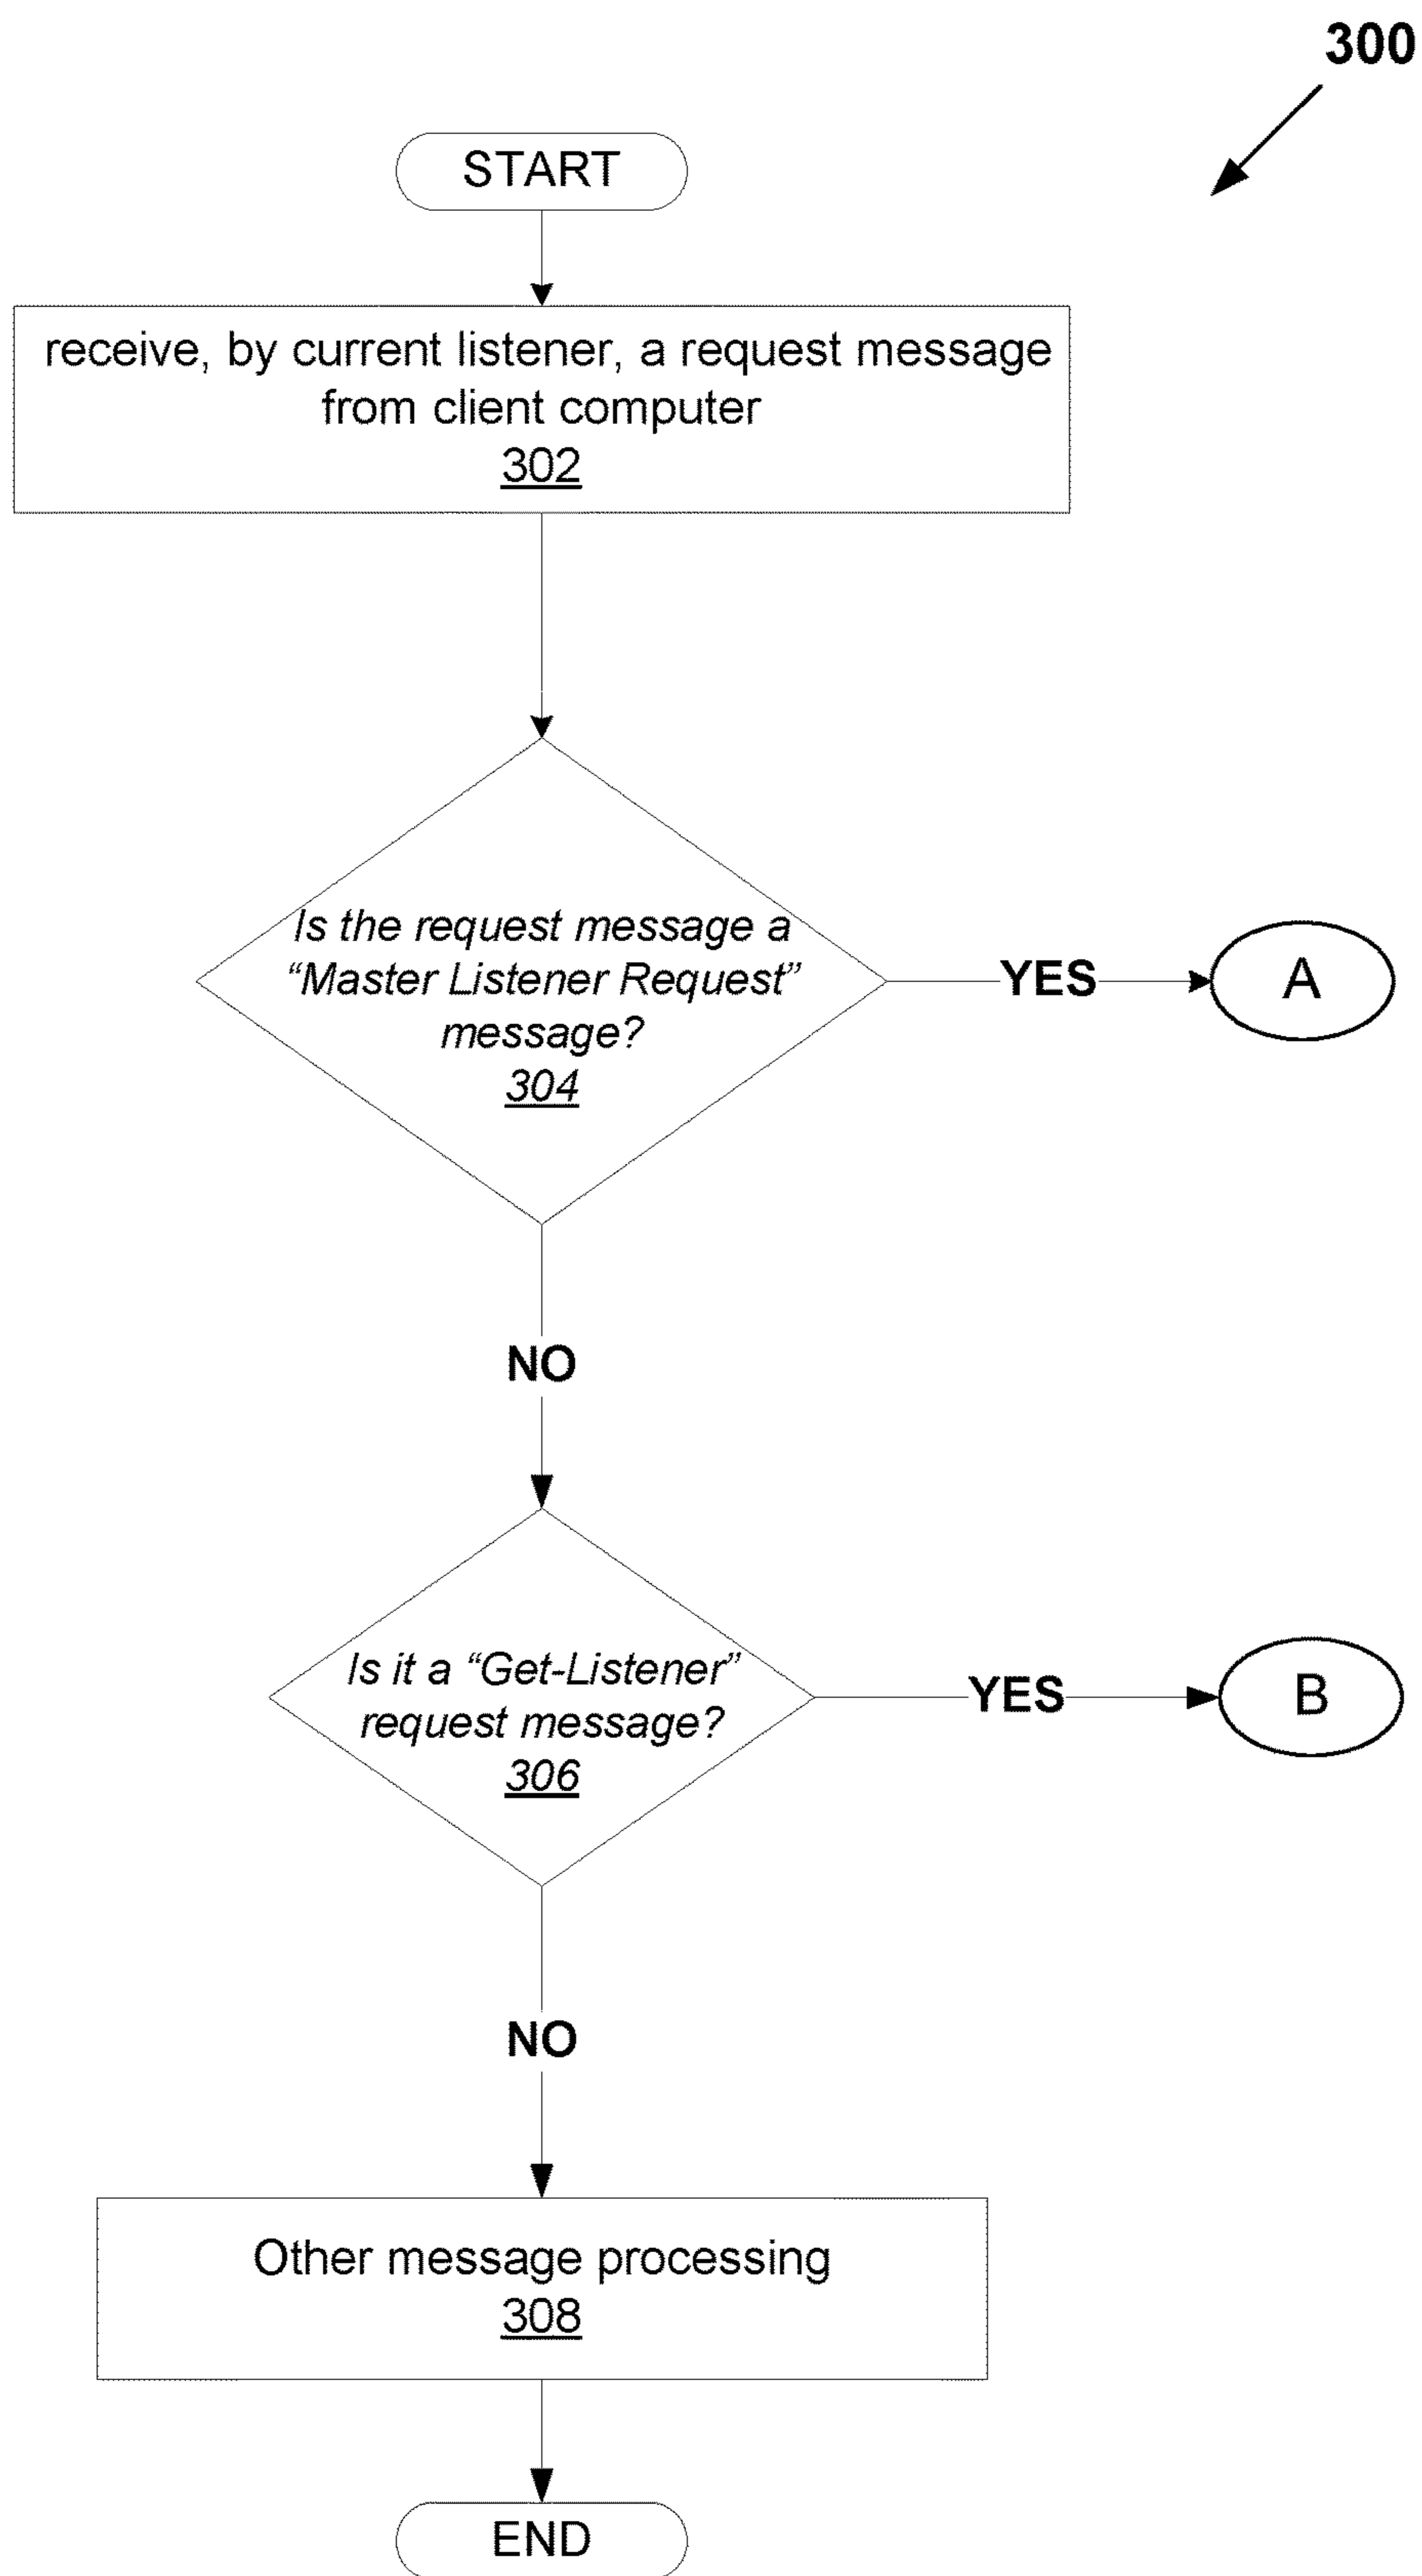 300
START
receive, by current listener, a request message
from client computer
302
Is the request message a
“Master Listener Request”
message?
304
YES
A
NO
Is it a “Get-Listener”
request message?
306
YES
B
NO
Other message processing
308
END